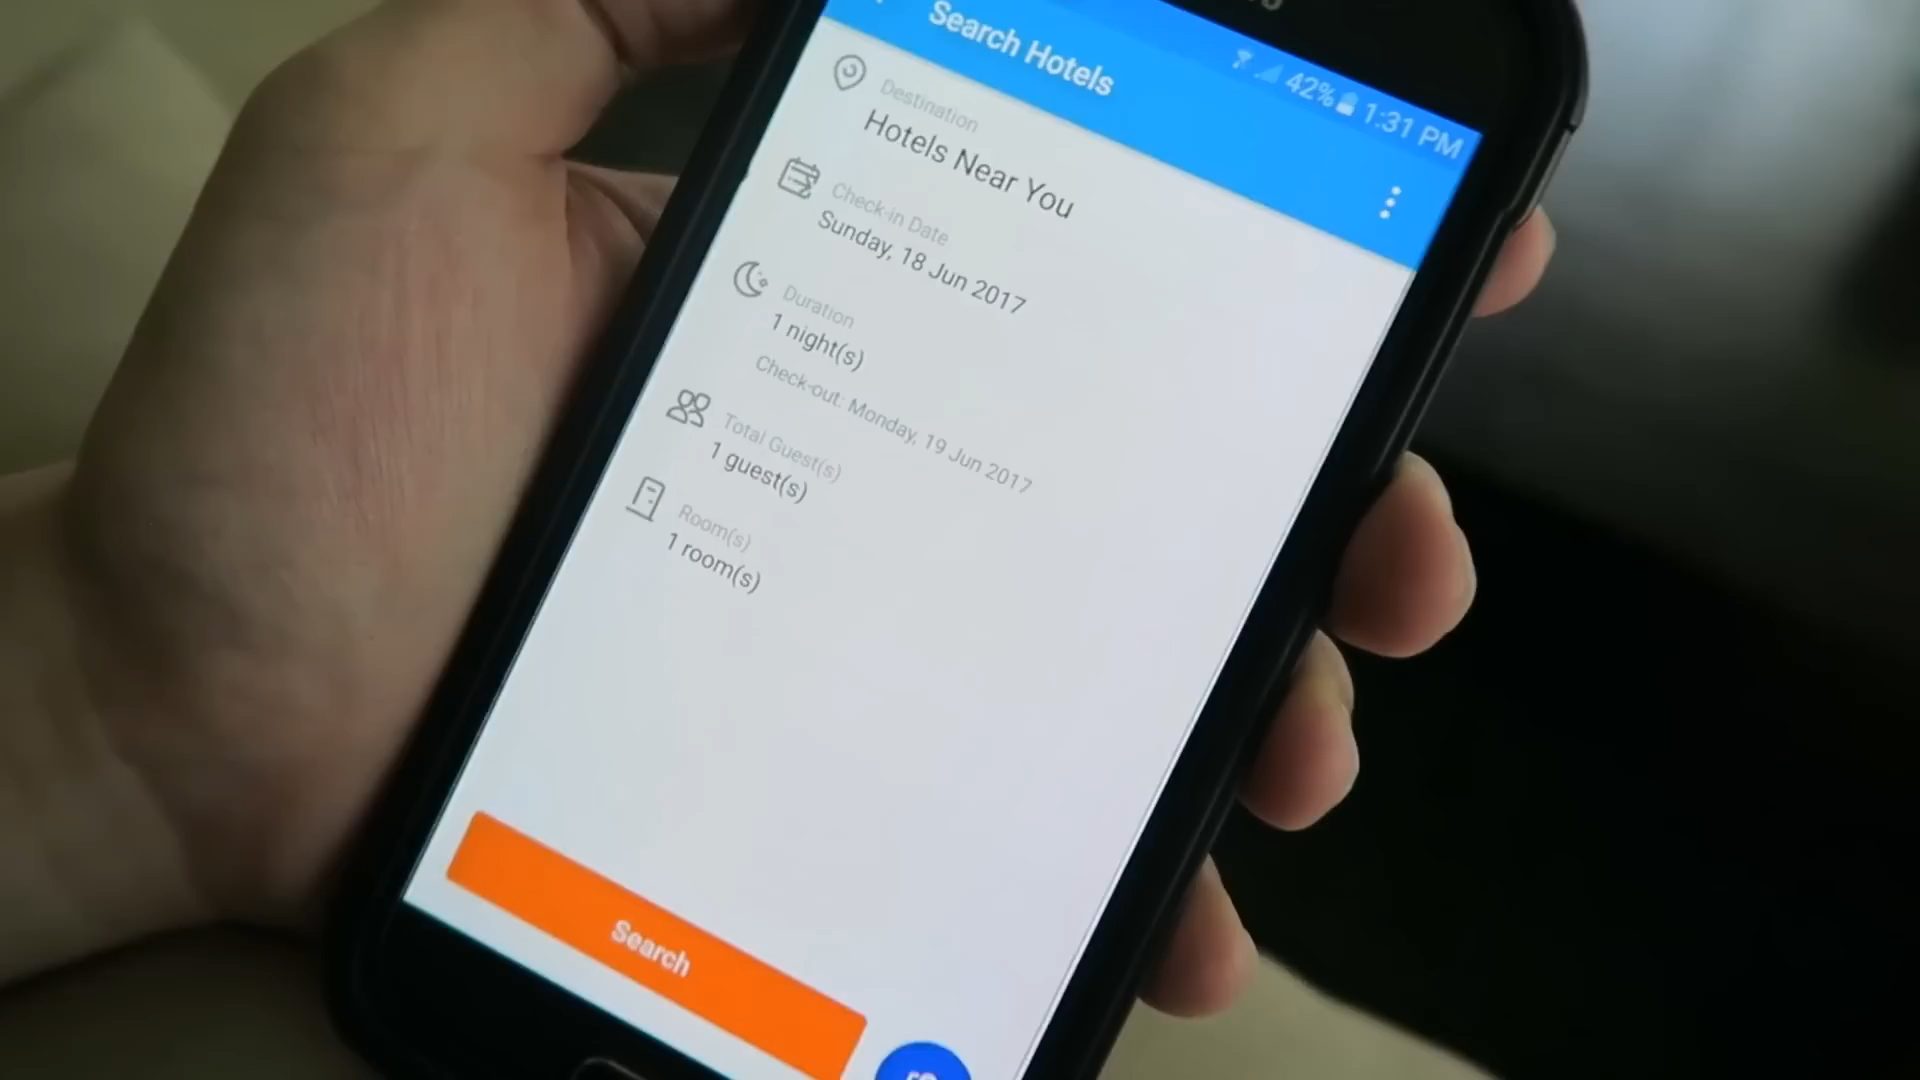 42% 1:31 PM
Search Hotels
Destination
Hotels Near You
Check-in Date
Sunday, 18 Jun 2017
Duration
1 night(s)
Check-out: Monday, 19 Jun 2017
Total Guest(s)
1 guest(s)
Room(s)
1 room(s)
Search